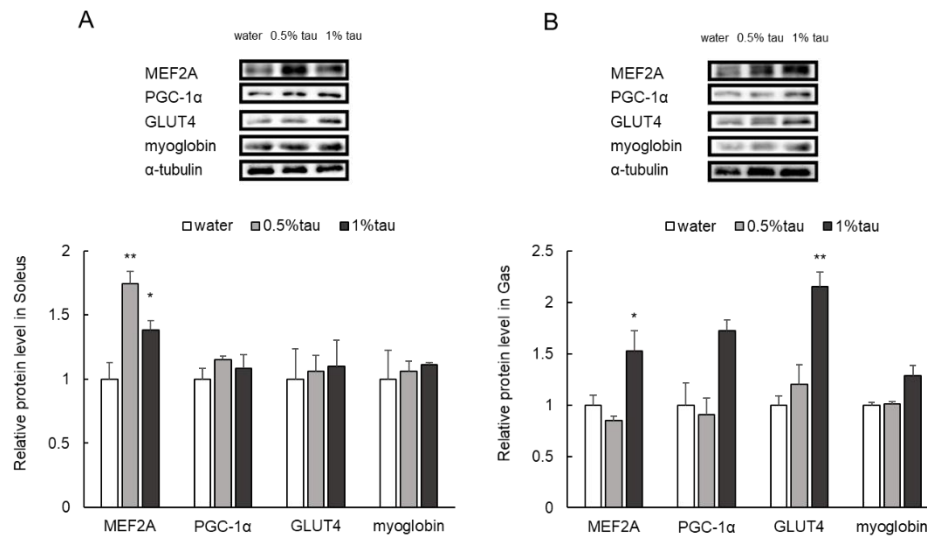 A
water 0.5% tau 1% tau
MEF2A
PGC-1α
GLUT4
myoglobin
α-tubulin
water 0.5%tau 1%tau
Relative protein level in Soleus
2
1.5
1
0.5
0
**
*
MEF2A PGC-1α GLUT4 myoglobin
B
water 0.5% tau 1% tau
MEF2A
PGC-1α
GLUT4
myoglobin
α-tubulin
water 0.5%tau 1%tau
Relative protein level in Gas
2.5
2
1.5
1
0.5
0
*
**
MEF2A PGC-1α GLUT4 myoglobin